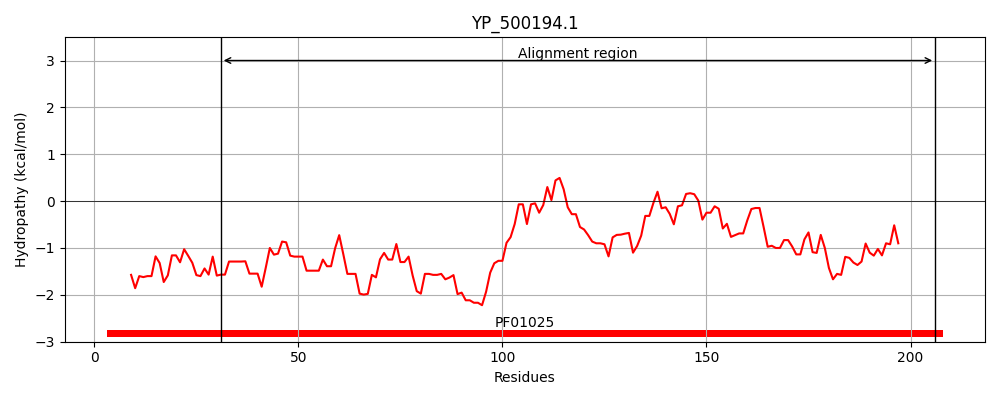 YP_500194.1
Alignment region
Hydropathy (kcal/mol)
3
2
1
0
−1
−2
−3
PF01025
0
50
100
150
200
Residues